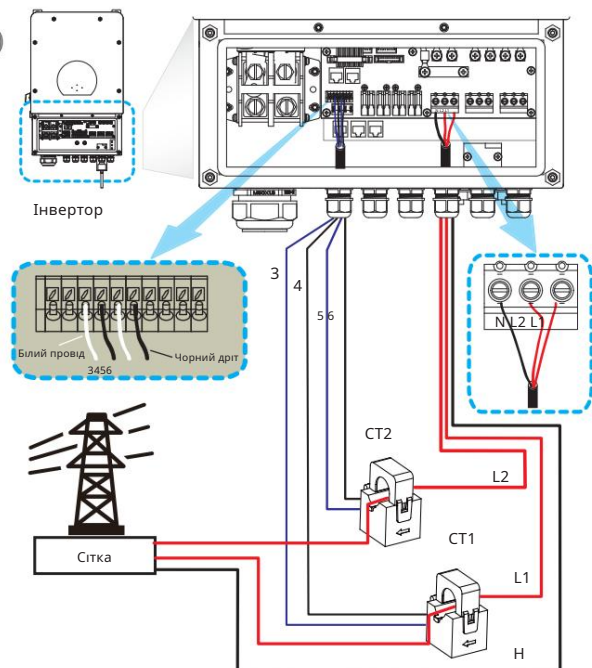 Інвертор
3
4
5 6
Білий провід
Чорний дріт
3456
N L2 L1
CT2
L2
Сітка
CT1
L1
Н